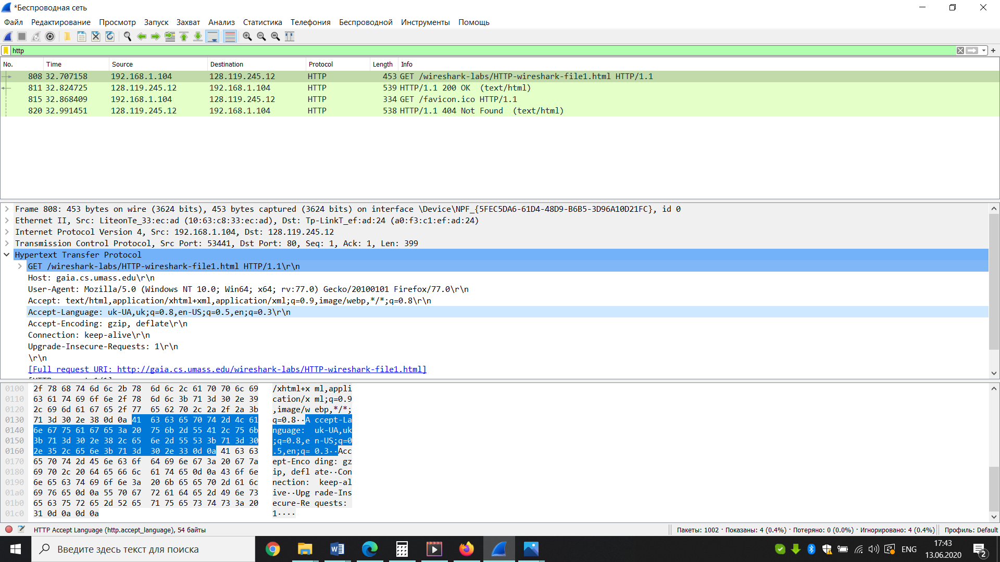 *Беспроводная сеть
Файл Редактирование Просмотр Запуск Захват Анализ Статистика Телефония Беспроводной Инструменты Помощь
http
No. Time Source Destination Protocol Length Info
808 32.707158 192.168.1.104 128.119.245.12 HTTP 453 GET /wireshark-labs/HTTP-wireshark-file1.html HTTP/1.1
811 32.824725 128.119.245.12 192.168.1.104 HTTP 539 HTTP/1.1 200 OK (text/html)
815 32.868409 192.168.1.104 128.119.245.12 HTTP 334 GET /favicon.ico HTTP/1.1
820 32.991451 128.119.245.12 192.168.1.104 HTTP 538 HTTP/1.1 404 Not Found (text/html)
Frame 808: 453 bytes on wire (3624 bits), 453 bytes captured (3624 bits) on interface \Device\NPF_{5FEC5DA6-61D4-48D9-B6B5-3D96A10D21FC}, id 0
Ethernet II, Src: LiteonTe_33:ec:ad (10:63:c8:33:ec:ad), Dst: Tp-LinkT_ef:ad:24 (a0:f3:c1:ef:ad:24)
Internet Protocol Version 4, Src: 192.168.1.104, Dst: 128.119.245.12
Transmission Control Protocol, Src Port: 53441, Dst Port: 80, Seq: 1, Ack: 1, Len: 399
Hypertext Transfer Protocol
GET /wireshark-labs/HTTP-wireshark-file1.html HTTP/1.1\r\n
Host: gaia.cs.umass.edu\r\n
User-Agent: Mozilla/5.0 (Windows NT 10.0; Win64; x64; rv:77.0) Gecko/20100101 Firefox/77.0\r\n
Accept: text/html,application/xhtml+xml,application/xml;q=0.9,image/webp,*/*;q=0.8\r\n
Accept-Language: uk-UA,uk;q=0.8,en-US;q=0.5,en;q=0.3\r\n
Accept-Encoding: gzip, deflate\r\n
Connection: keep-alive\r\n
Upgrade-Insecure-Requests: 1\r\n
\r\n
[Full request URI: http://gaia.cs.umass.edu/wireshark-labs/HTTP-wireshark-file1.html]
0100 2f 78 68 74 6d 6c 2b 78 6d 6c 2c 61 70 70 6c 69 /xhtml+x ml,appli
0110 63 61 74 69 6f 6e 2f 78 6d 6c 3b 71 3d 30 2e 39 cation/x ml;q=0.9
0120 2c 69 6d 61 67 65 2f 77 65 62 70 2c 2a 2f 2a 3b ,image/w ebp,*/*;
0130 71 3d 30 2e 38 0d 0a 41 63 63 65 70 74 2d 4c 61 q=0.8··A ccept-La
0140 6e 67 75 61 67 65 3a 20 75 6b 2d 55 41 2c 75 6b nguage: uk-UA,uk
0150 3b 71 3d 30 2e 38 2c 65 6e 2d 55 53 3b 71 3d 30 ;q=0.8,e n-US;q=0
0160 2e 35 2c 65 6e 3b 71 3d 30 2e 33 0d 0a 41 63 63 .5,en;q= 0.3··Acc
0170 65 70 74 2d 45 6e 63 6f 64 69 6e 67 3a 20 67 7a ept-Enco ding: gz
0180 69 70 2c 20 64 65 66 6c 61 74 65 0d 0a 43 6f 6e ip, defl ate··Con
0190 6e 65 63 74 69 6f 6e 3a 20 6b 65 65 70 2d 61 6c nection: keep-al
01a0 69 76 65 0d 0a 55 70 67 72 61 64 65 2d 49 6e 73 ive··Upg rade-Ins
01b0 65 63 75 72 65 2d 52 65 71 75 65 73 74 73 3a 20 ecure-Re quests:
01c0 31 0d 0a 0d 0a 1····
HTTP Accept Language (http.accept_language), 54 байты Пакеты: 1002 · Показаны: 4 (0.4%) · Потеряно: 0 (0.0%) · Игнорировано: 4 (0.4%) Профиль: Default
Введите здесь текст для поиска ENG 17:43
13.06.2020 2